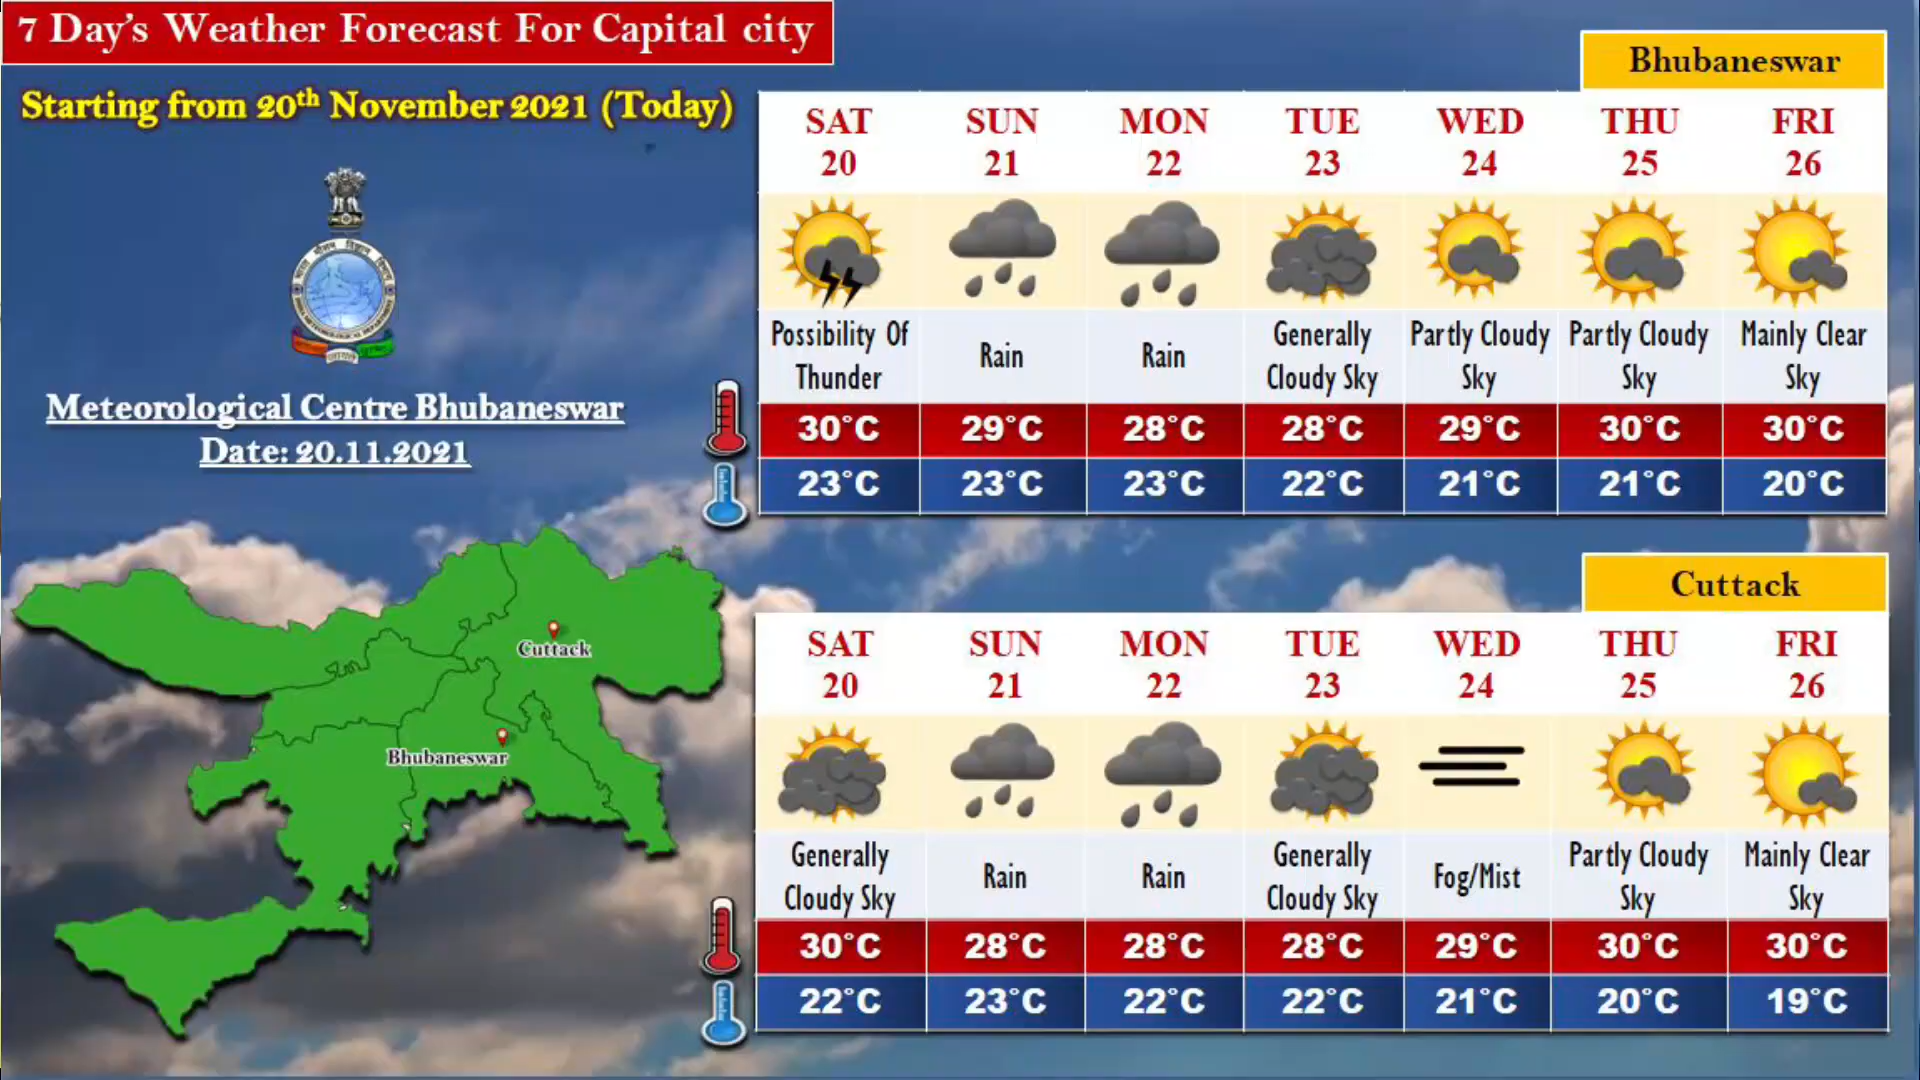 7 Day's Weather Forecast For Capital city
Starting from 20th November 2021 (Today)
Meteorological Centre Bhubaneswar
Date: 20.11.2021
Cuttack
Bhubaneswar
Bhubaneswar
SAT SUN MON TUE WED THU FRI
20 21 22 23 24 25 26
Possibility Of Thunder Rain Rain Generally Cloudy Sky Partly Cloudy Sky Partly Cloudy Sky Mainly Clear Sky
30°C 29°C 28°C 28°C 29°C 30°C 30°C
23°C 23°C 23°C 22°C 21°C 21°C 20°C
Cuttack
SAT SUN MON TUE WED THU FRI
20 21 22 23 24 25 26
Generally Cloudy Sky Rain Rain Generally Cloudy Sky Fog/Mist Partly Cloudy Sky Mainly Clear Sky
30°C 28°C 28°C 28°C 29°C 30°C 30°C
22°C 23°C 22°C 22°C 21°C 20°C 19°C